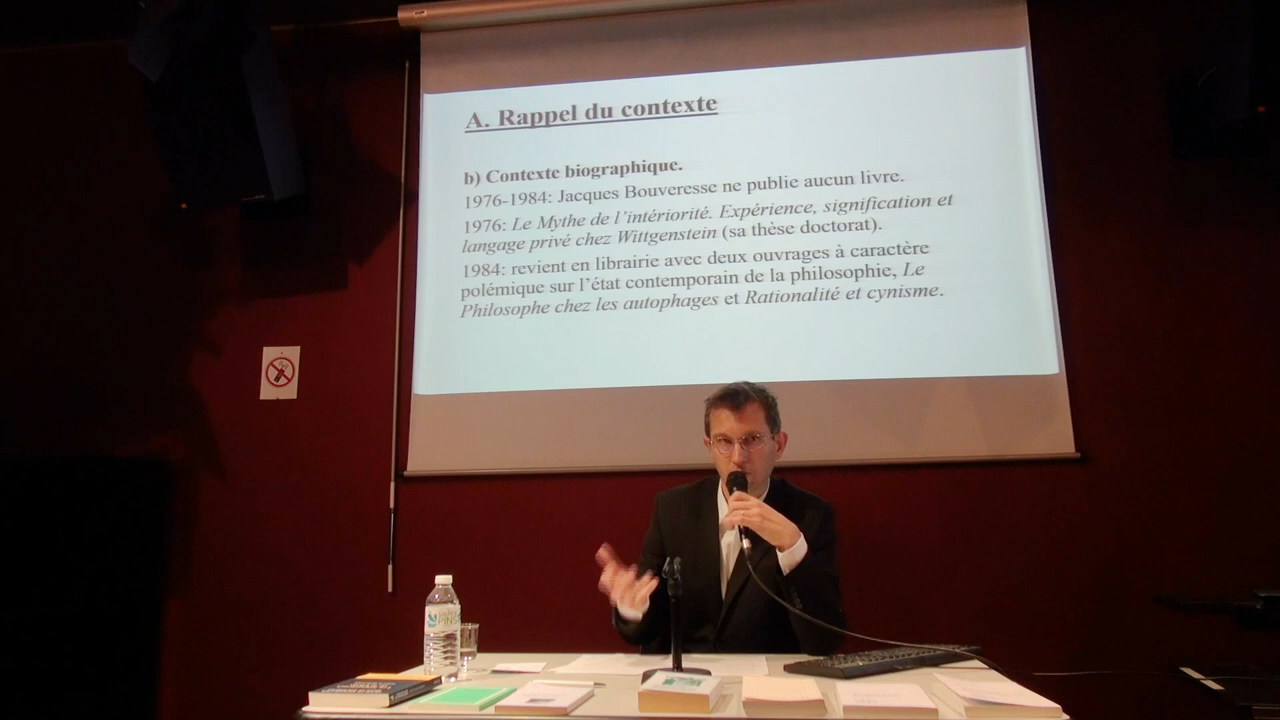 A. Rappel du contexte
b) Contexte biographique.
1976-1984: Jacques Bouveresse ne publie aucun livre.
1976: Le Mythe de l’intériorité. Expérience, signification et
langage privé chez Wittgenstein (sa thèse doctorat).
1984: revient en librairie avec deux ouvrages à caractère
polémique sur l’état contemporain de la philosophie, Le
Philosophe chez les autophages et Rationalité et cynisme.